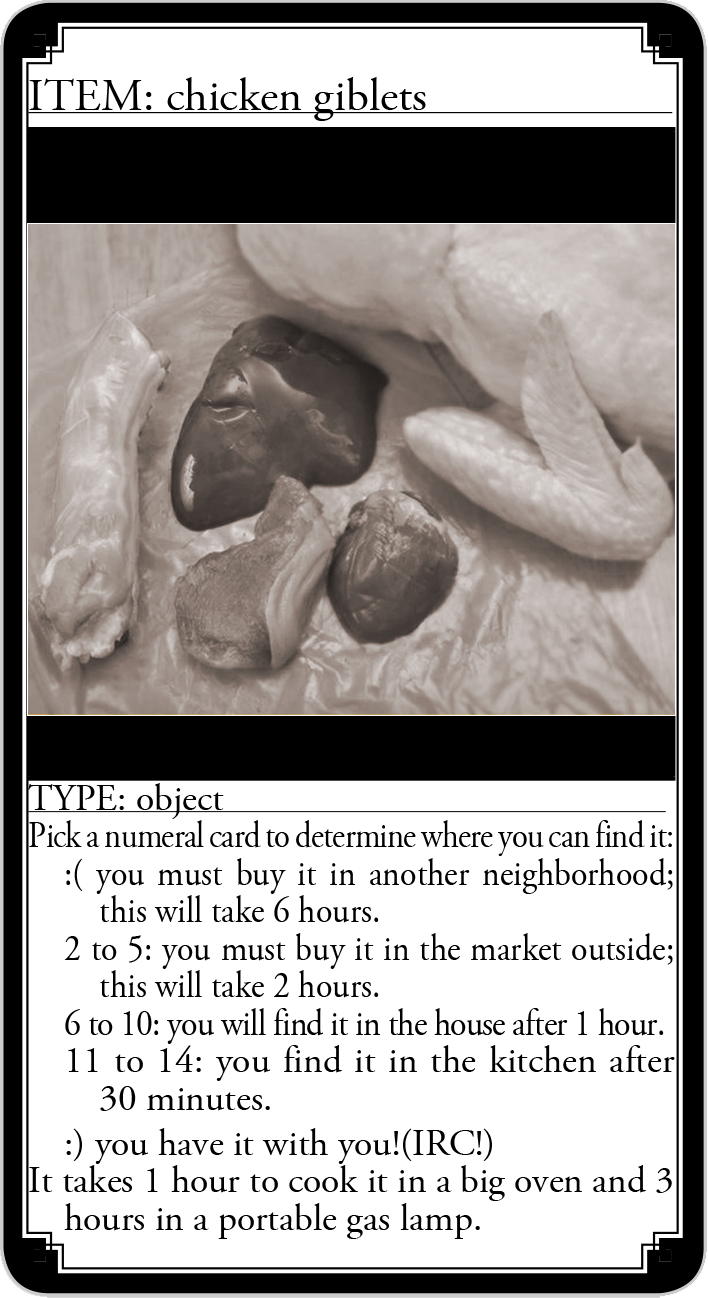 ITEM: chicken giblets
TYPE: object
Pick a numeral card to determine where you can find it:
:( you must buy it in another neighborhood;
this will take 6 hours.
2 to 5: you must buy it in the market outside;
this will take 2 hours.
6 to 10: you will find it in the house after 1 hour.
11 to 14: you find it in the kitchen after
30 minutes.
:) you have it with you!(IRC!)
It takes 1 hour to cook it in a big oven and 3
hours in a portable gas lamp.